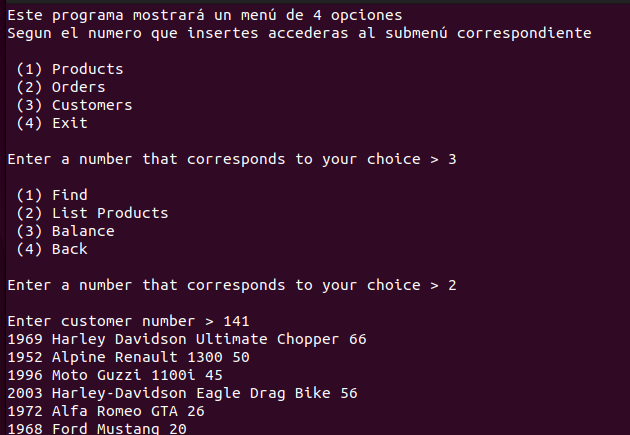 Este programa mostrará un menú de 4 opciones
Segun el numero que insertes accederas al submenú correspondiente
(1) Products
(2) Orders
(3) Customers
(4) Exit
Enter a number that corresponds to your choice > 3
(1) Find
(2) List Products
(3) Balance
(4) Back
Enter a number that corresponds to your choice > 2
Enter customer number > 141
1969 Harley Davidson Ultimate Chopper 66
1952 Alpine Renault 1300 50
1996 Moto Guzzi 1100i 45
2003 Harley-Davidson Eagle Drag Bike 56
1972 Alfa Romeo GTA 26
1968 Ford Mustang 20